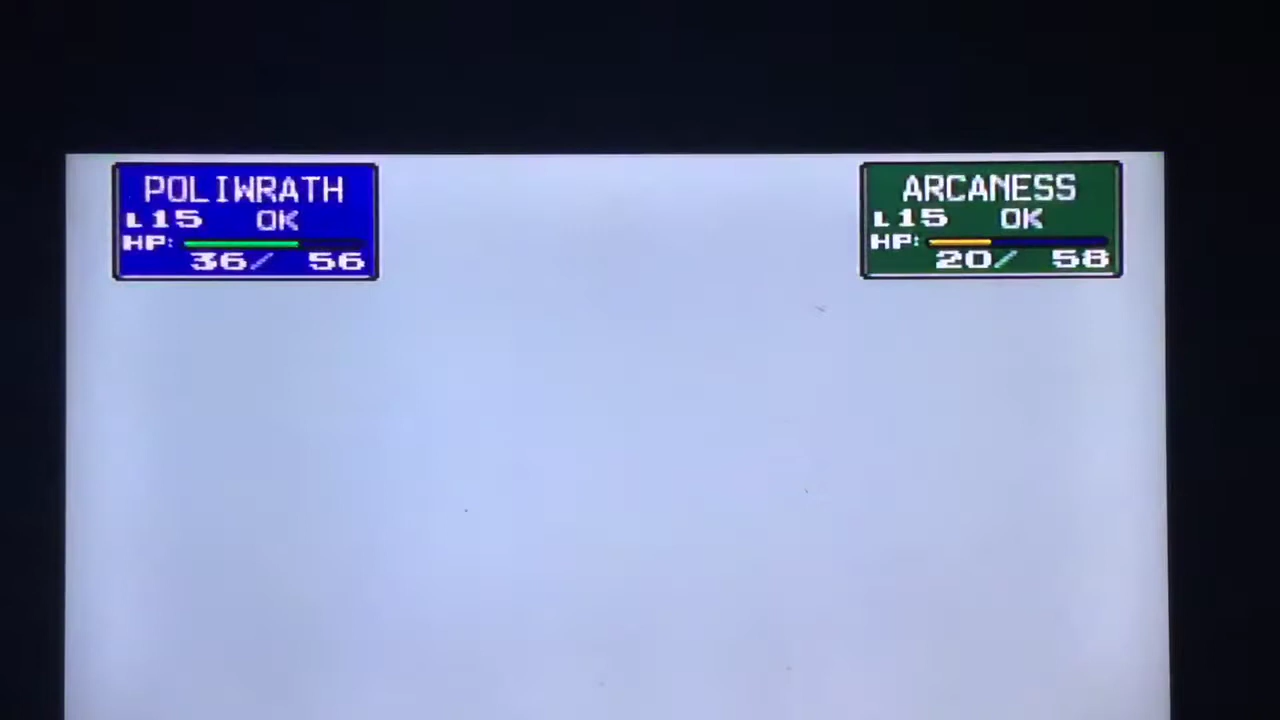 POLIWRATH
L15 OK
HP:
36/ 56
ARCANESS
L15 OK
HP:
20/ 58